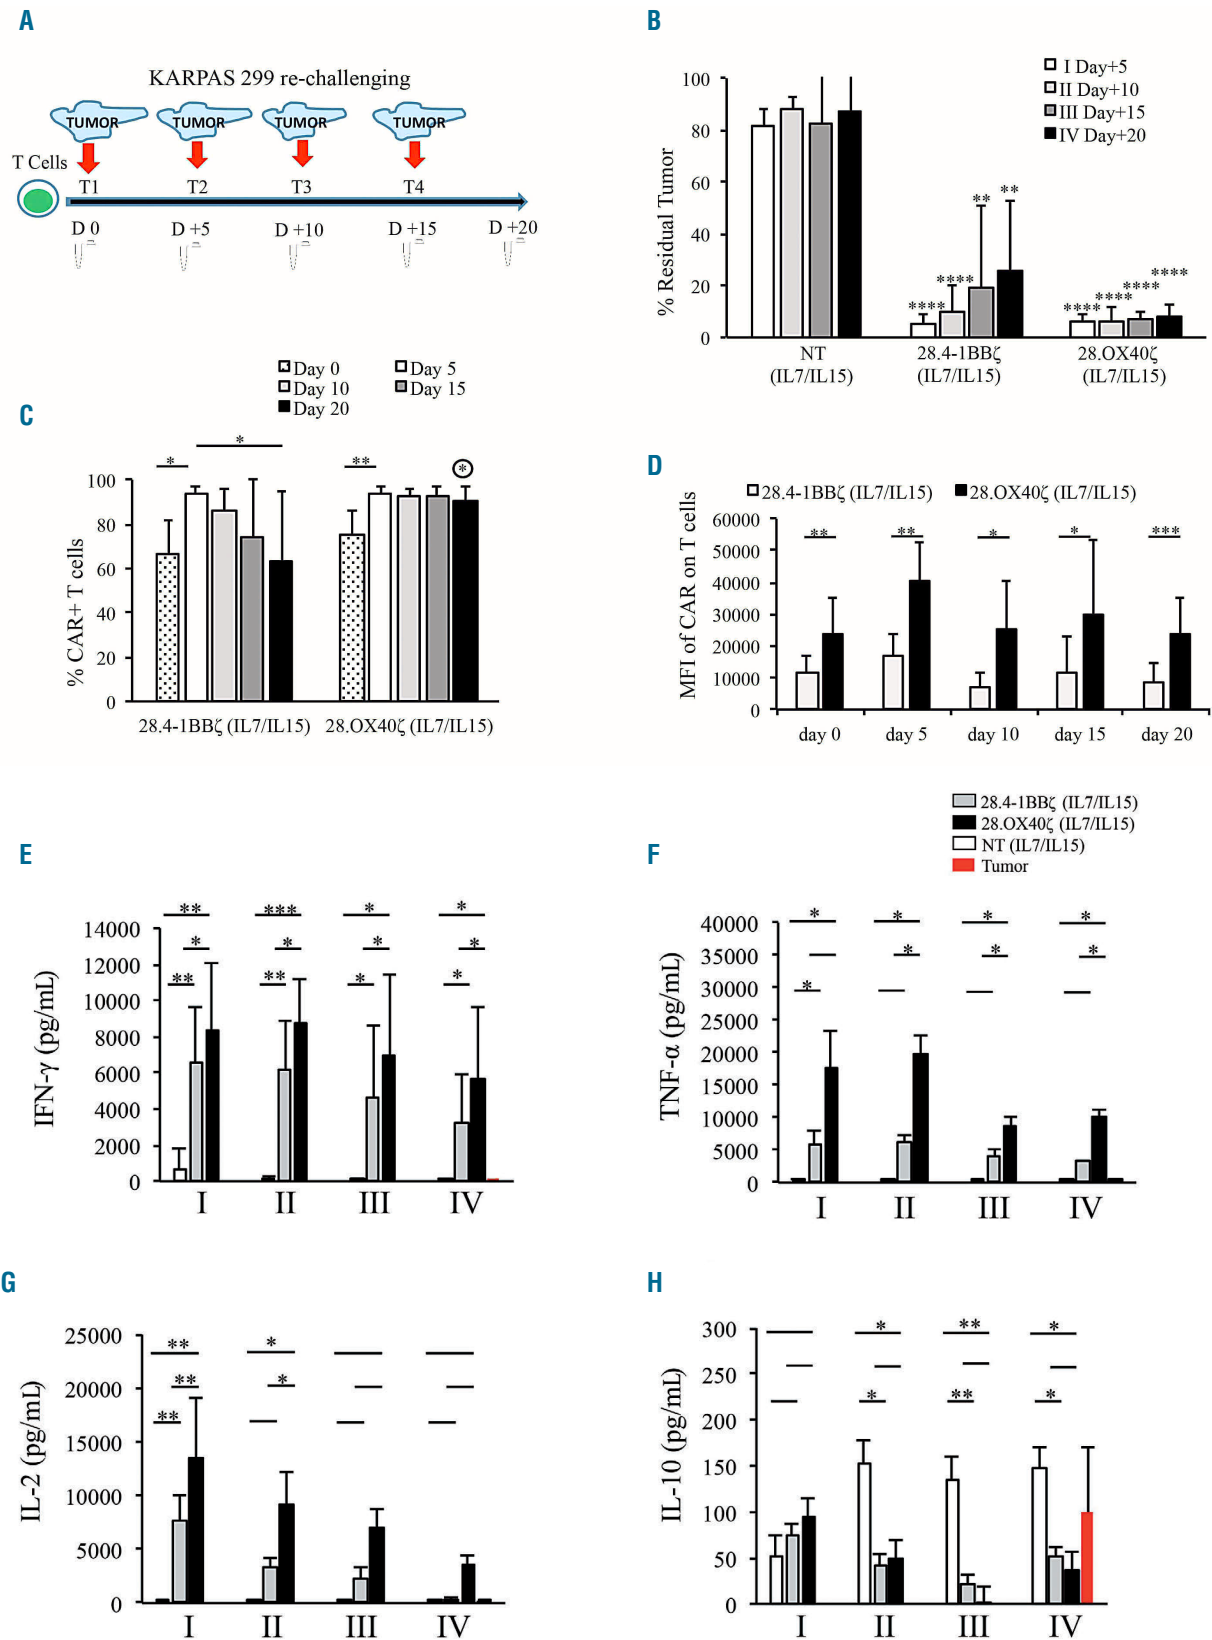 A
KARPAS 299 re-challenging
TUMOR TUMOR TUMOR TUMOR
T Cells
T1 T2 T3 T4
D 0 D +5 D +10 D +15 D +20
B
I Day+5
II Day+10
III Day+15
IV Day+20
% Residual Tumor
100
80
60
40
20
0
** **
**** **** **** **** **** ****
NT 28.4-1BBζ 28.OX40ζ
(IL7/IL15) (IL7/IL15) (IL7/IL15)
C
Day 0 Day 5
Day 10 Day 15
Day 20
% CAR+ T cells
* * ** *
100
80
60
40
20
0
28.4-1BBζ (IL7/IL15) 28.OX40ζ (IL7/IL15)
D
28.4-1BBζ (IL7/IL15) 28.OX40ζ (IL7/IL15)
MFI of CAR on T cells
60000
50000
40000
30000
20000
10000
0
** ** * * ***
day 0 day 5 day 10 day 15 day 20
28.4-1BBζ (IL7/IL15)
28.OX40ζ (IL7/IL15)
NT (IL7/IL15)
Tumor
E
IFN-γ (pg/mL)
** *** * *
* * * *
** ** * *
14000
12000
10000
8000
6000
4000
2000
0
I II III IV
F
TNF-α (pg/mL)
* * * *
* * *
*
40000
35000
30000
25000
20000
15000
10000
5000
0
I II III IV
G
IL-2 (pg/mL)
** *
** *
**
25000
20000
15000
10000
5000
0
I II III IV
H
IL-10 (pg/mL)
* ** *
* ** *
300
250
200
150
100
50
0
I II III IV